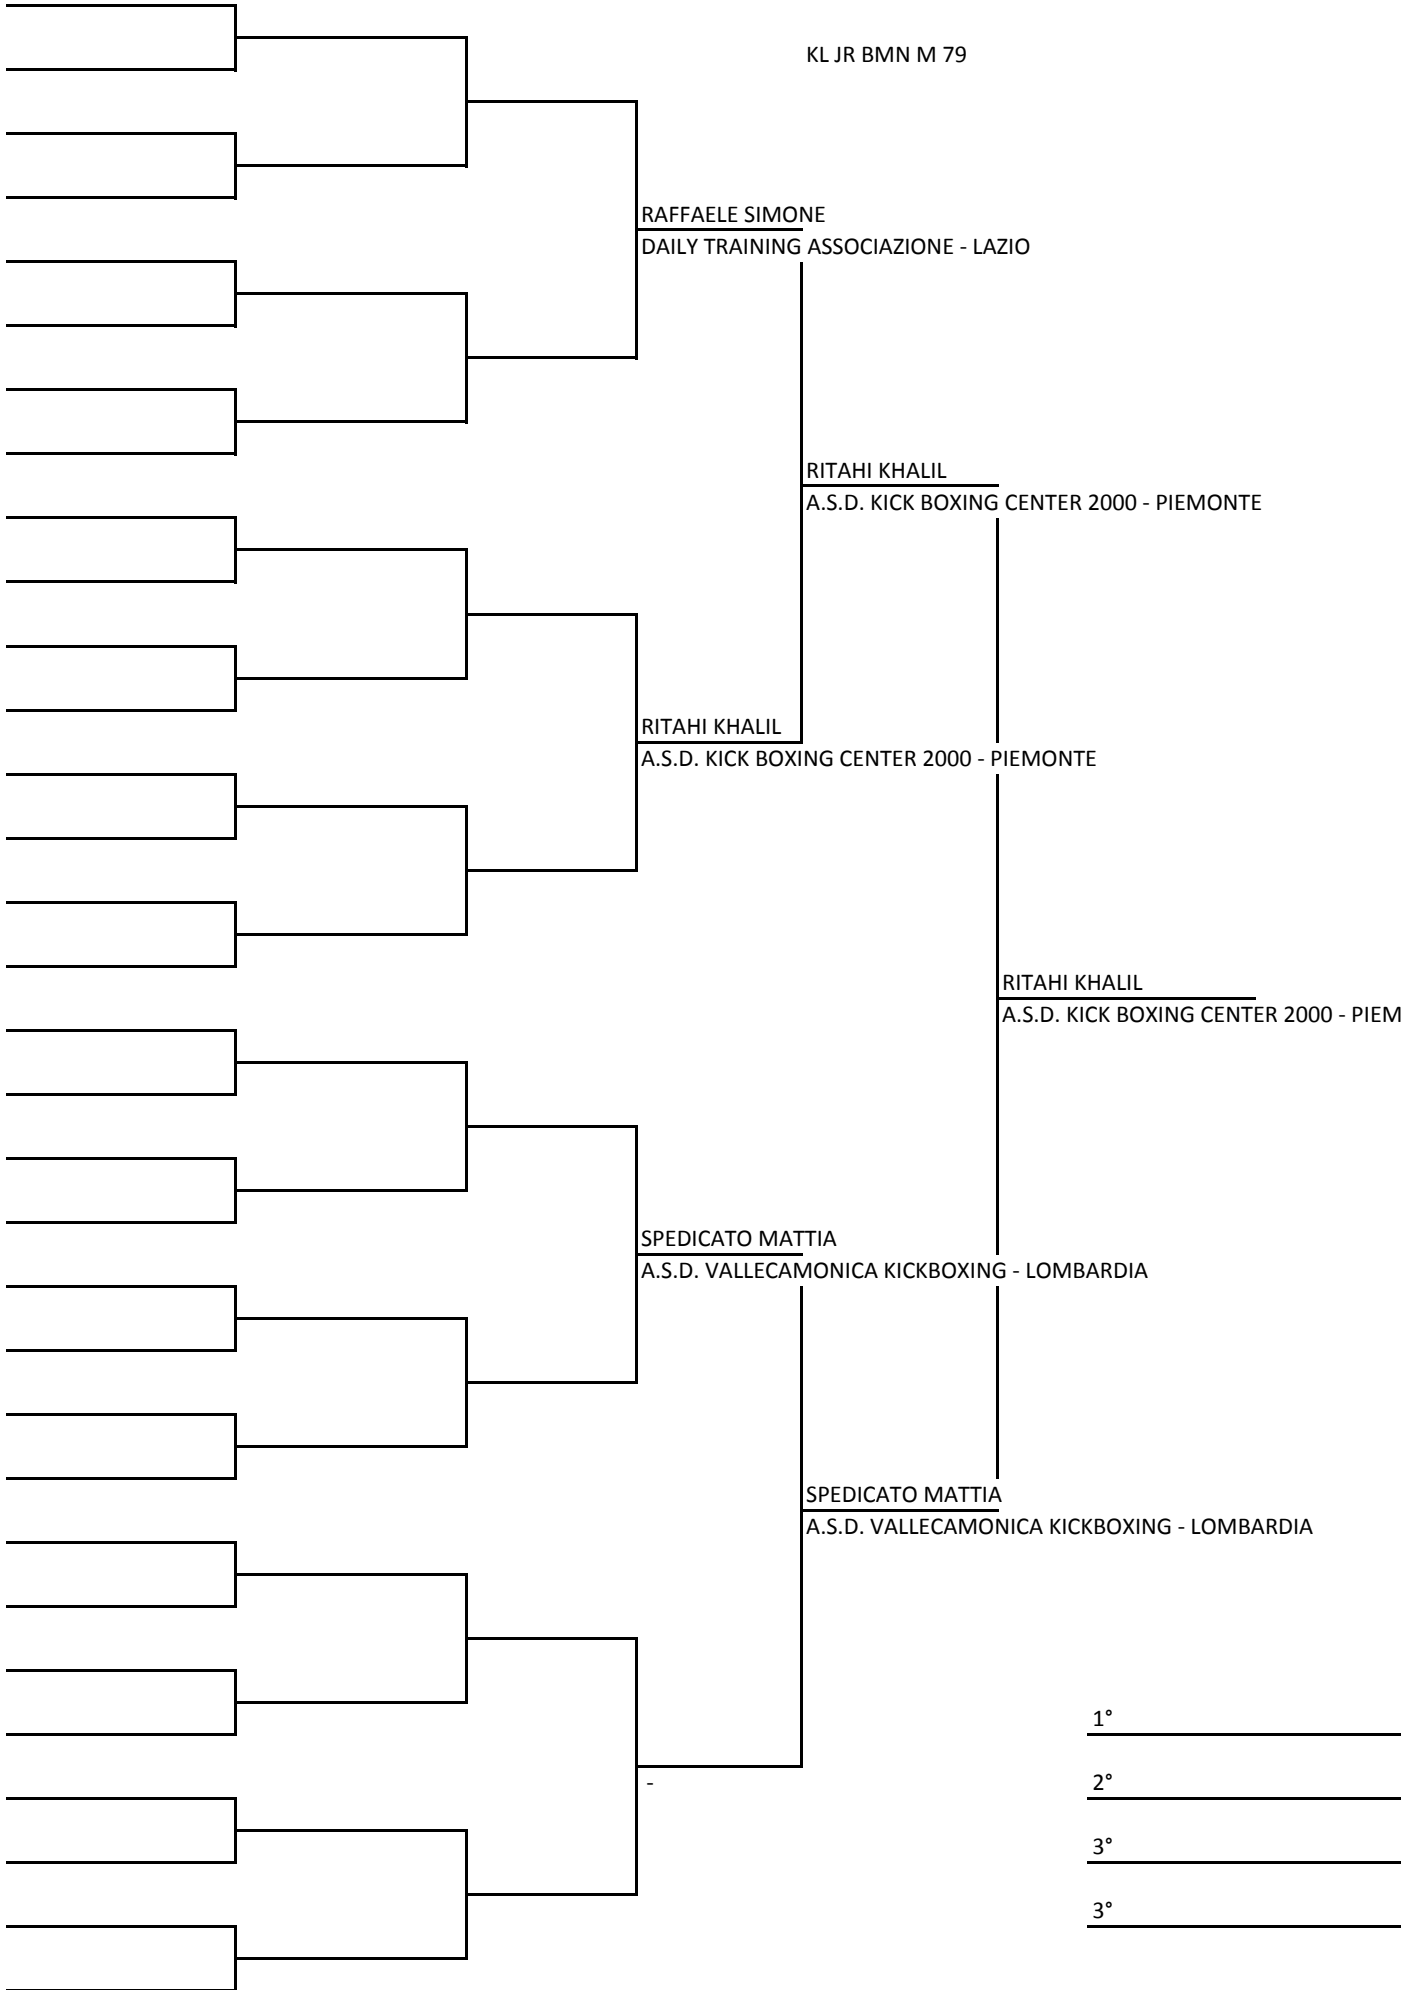 KL JR BMN M 79
RAFFAELE SIMONE
DAILY TRAINING ASSOCIAZIONE - LAZIO
RITAHI KHALIL
A.S.D. KICK BOXING CENTER 2000 - PIEMONTE
RITAHI KHALIL
A.S.D. KICK BOXING CENTER 2000 - PIEMONTE
RITAHI KHALIL
A.S.D. KICK BOXING CENTER 2000 - PIEM
SPEDICATO MATTIA
A.S.D. VALLECAMONICA KICKBOXING - LOMBARDIA
SPEDICATO MATTIA
A.S.D. VALLECAMONICA KICKBOXING - LOMBARDIA
1°
-
2°
3°
3°